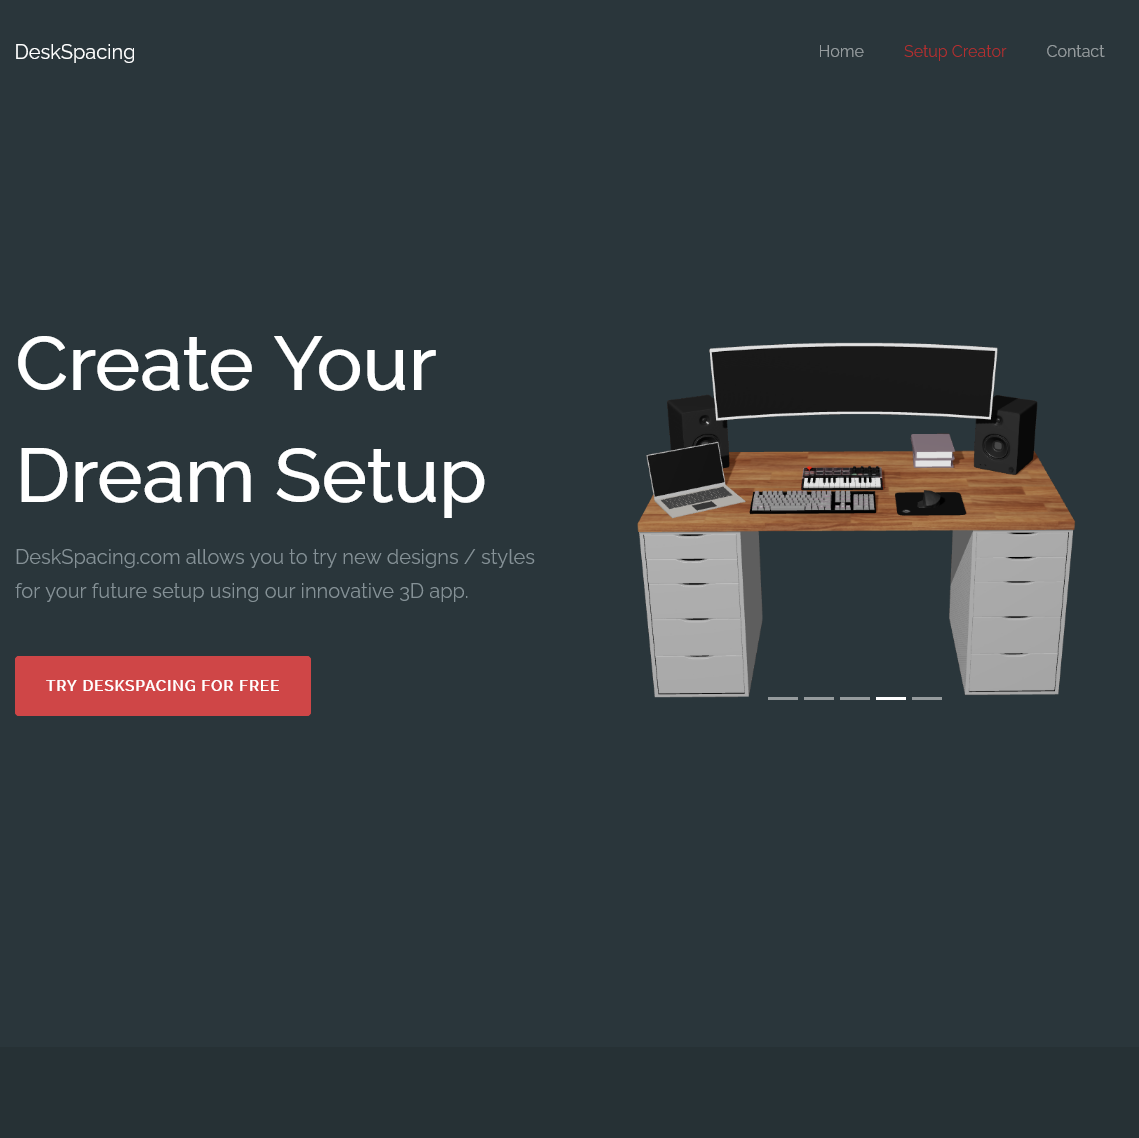 DeskSpacing
Home
Setup Creator
Contact
Create Your
Dream Setup
DeskSpacing.com allows you to try new designs / styles
for your future setup using our innovative 3D app.
TRY DESKSPACING FOR FREE